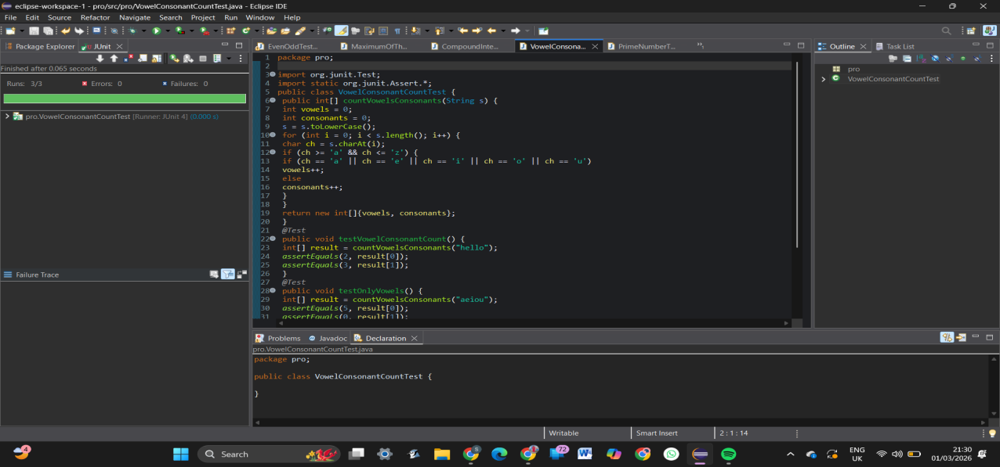 eclipse-workspace-1 - pro/src/pro/VowelConsonantCountTest.java - Eclipse IDE
File Edit Source Refactor Navigate Search Project Run Window Help
Package Explorer JUnit
Finished after 0.065 seconds
Runs: 3/3 Errors: 0 Failures: 0
pro.VowelConsonantCountTest [Runner: JUnit 4] (0.000 s)
Failure Trace
EvenOddTest... MaximumOfTh... CompoundInte... VowelConsona... PrimeNumberT...
1 package pro;
2
3 import org.junit.Test;
4 import static org.junit.Assert.*;
5 public class VowelConsonantCountTest {
6 public int[] countVowelsConsonants(String s) {
7 int vowels = 0;
8 int consonants = 0;
9 s = s.toLowerCase();
10 for (int i = 0; i < s.length(); i++) {
11 char ch = s.charAt(i);
12 if (ch >= 'a' && ch <= 'z') {
13 if (ch == 'a' || ch == 'e' || ch == 'i' || ch == 'o' || ch == 'u')
14 vowels++;
15 else
16 consonants++;
17 }
18 }
19 return new int[]{vowels, consonants};
20 }
21 @Test
22 public void testVowelConsonantCount() {
23 int[] result = countVowelsConsonants("hello");
24 assertEquals(2, result[0]);
25 assertEquals(3, result[1]);
26 }
27 @Test
28 public void testOnlyVowels() {
29 int[] result = countVowelsConsonants("aeiou");
30 assertEquals(5, result[0]);
31 assertEquals(0, result[1]);
Outline Task List
pro
VowelConsonantCountTest
Problems Javadoc Declaration
pro.VowelConsonantCountTest.java
package pro;
public class VowelConsonantCountTest {
}
Writable Smart Insert 2 : 1 : 14
4
Search
5
72
ENG
UK
21:30
01/03/2026